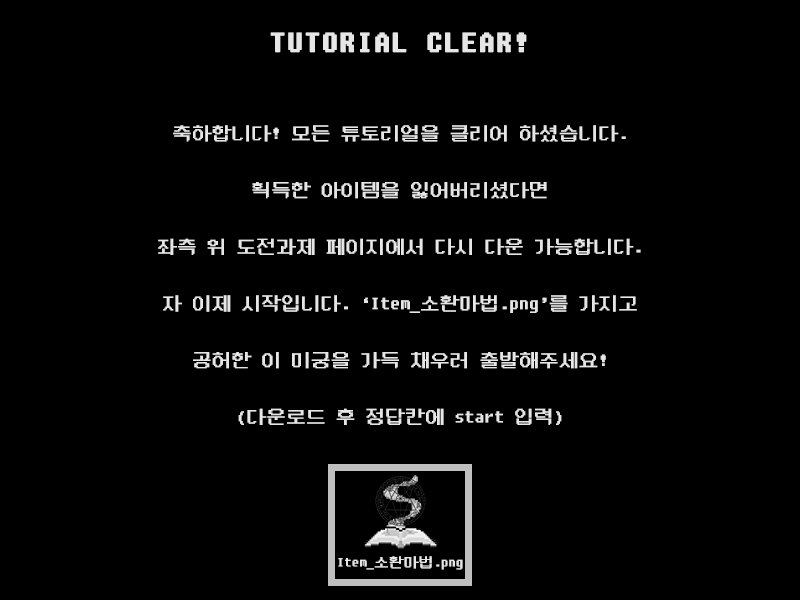 TUTORIAL CLEAR!
축하합니다! 모든 튜토리얼을 클리어 하셨습니다.
획득한 아이템을 잃어버리셨다면
좌측 위 도전과제 페이지에서 다시 다운 가능합니다.
자 이제 시작입니다. ‘Item_소환마법.png’를 가지고
공허한 이 미궁을 가득 채우러 출발해주세요!
(다운로드 후 정답칸에 start 입력)
Item_소환마법.png